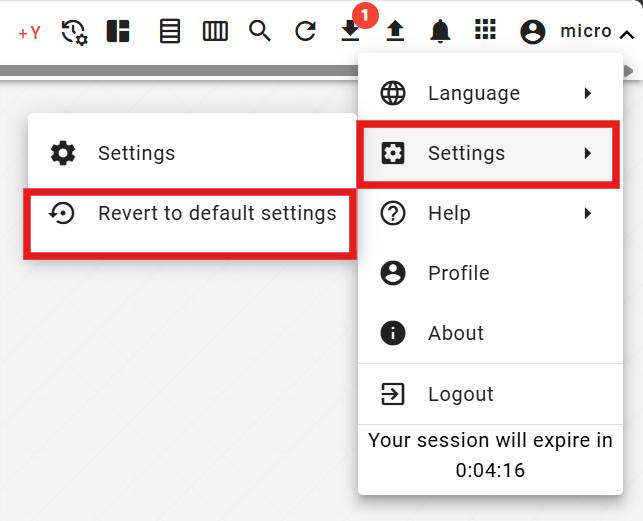 +Y
1
micro
Language
Settings
Settings
Revert to default settings
Help
Profile
About
Logout
Your session will expire in
0:04:16